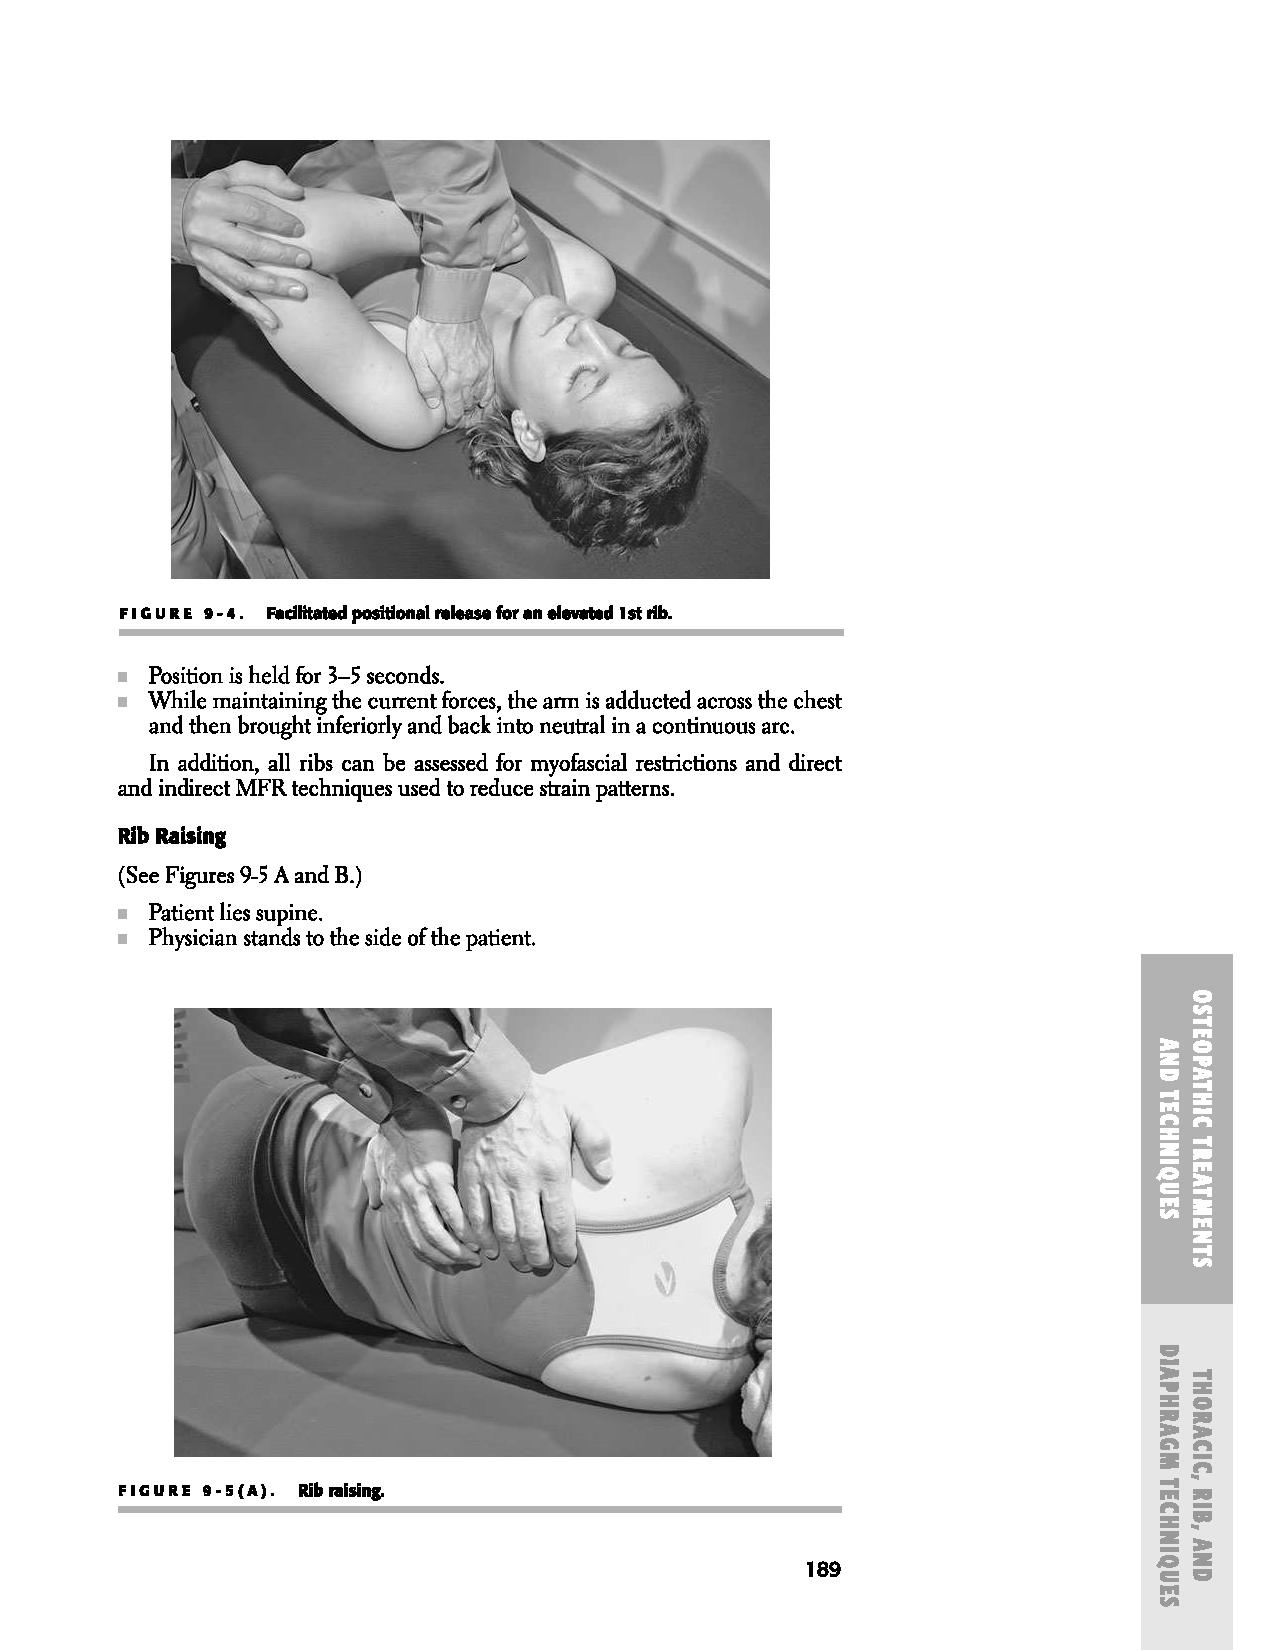 FIGURE 9-4. Facilitated positional release for an elevated 1st rib.
■ Position is held for 3–5 seconds.
■ While maintaining the current forces, the arm is adducted across the chest
and then brought inferiorly and back into neutral in a continuous arc.
In addition, all ribs can be assessed for myofascial restrictions and direct
and indirect MFR techniques used to reduce strain patterns.
Rib Raising
(See Figures 9-5 A and B.)
■ Patient lies supine.
■ Physician stands to the side of the patient.
FIGURE 9-5(A). Rib raising.
189
OSTEOPATHIC TREATMENTS
AND TECHNIQUES
THORACIC, RIB, AND
DIAPHRAGM TECHNIQUES